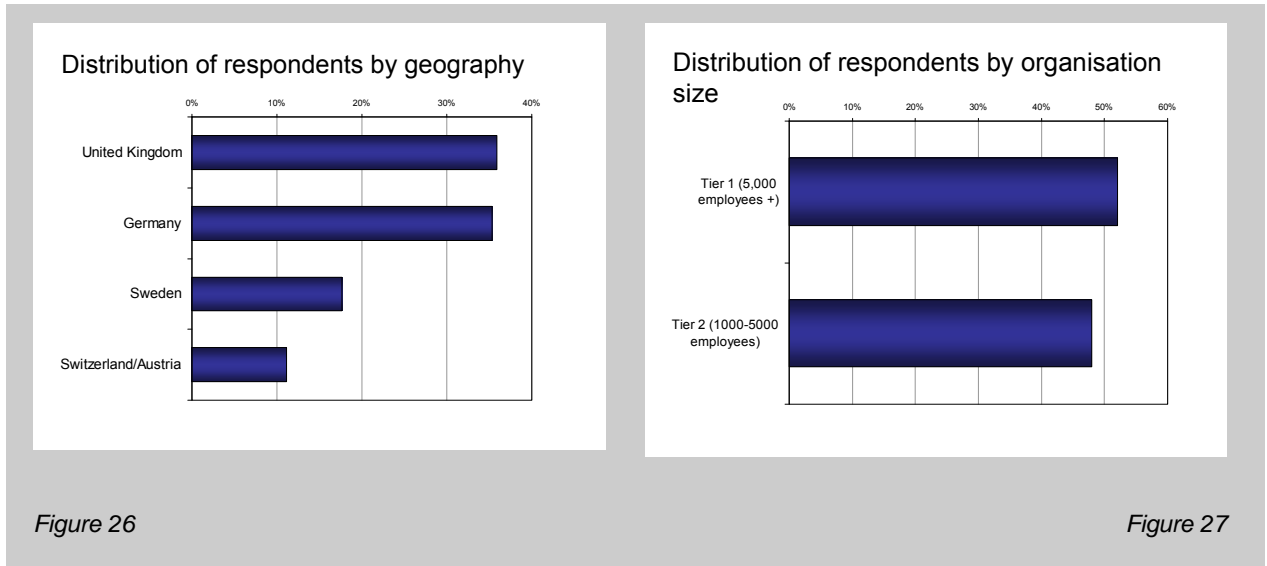 Distribution of respondents by geography
0% 10% 20% 30% 40%
United Kingdom
Germany
Sweden
Switzerland/Austria
Distribution of respondents by organisation
size
0% 10% 20% 30% 40% 50% 60%
Tier 1 (5,000
employees +)
Tier 2 (1000-5000
employees)
Figure 26
Figure 27